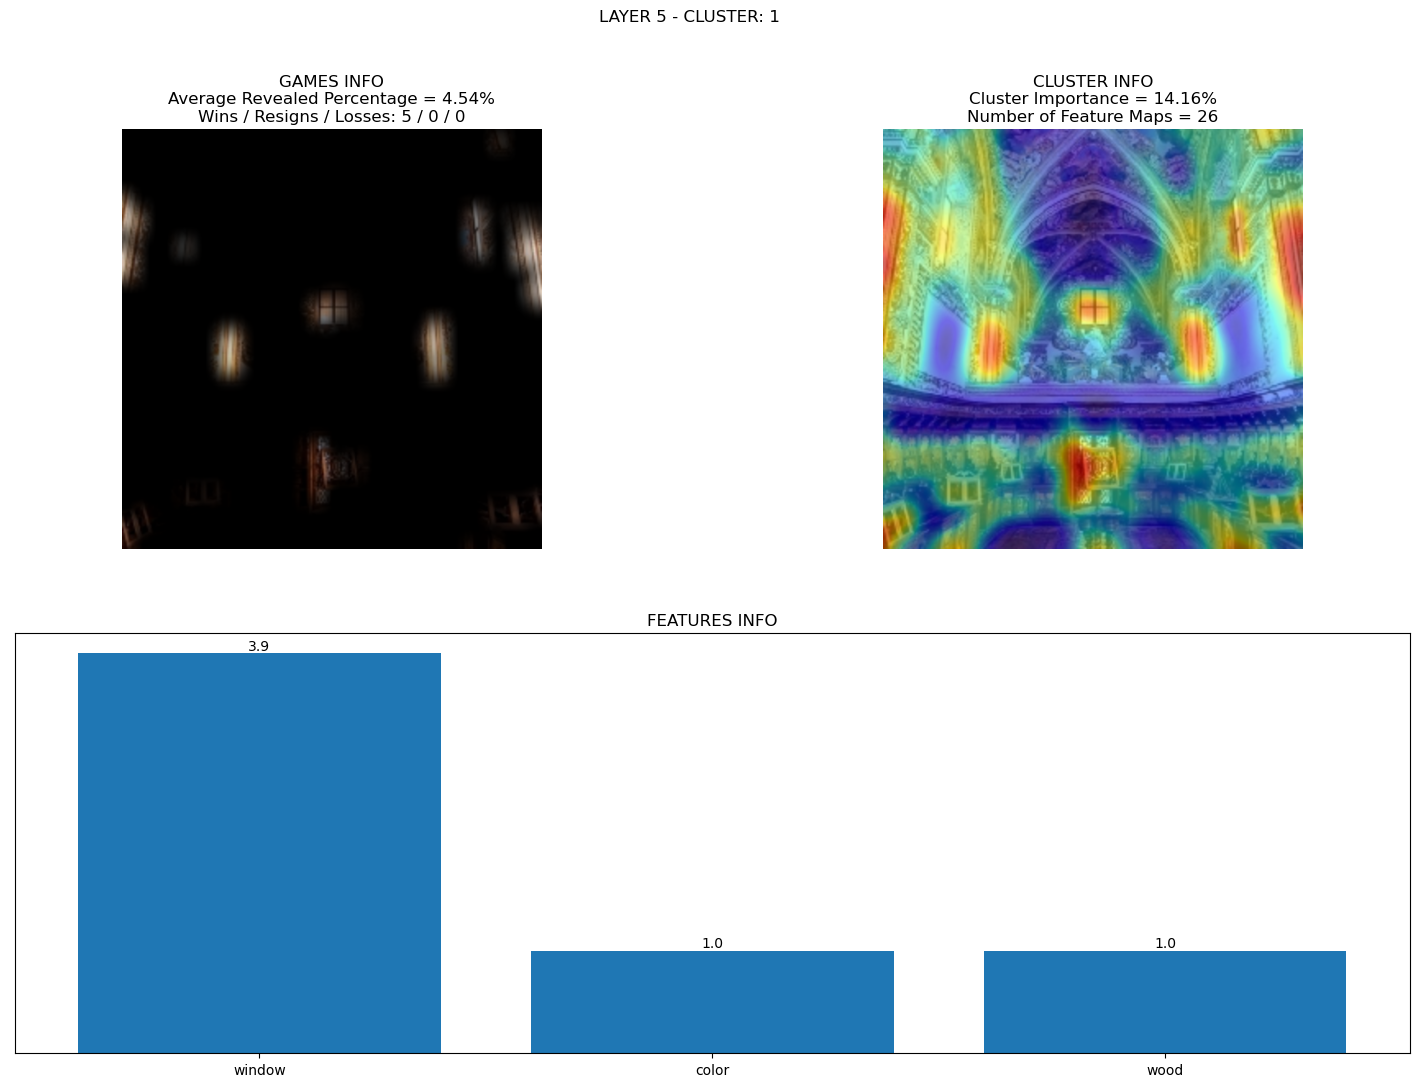 LAYER 5 - CLUSTER: 1
GAMES INFO
Average Revealed Percentage = 4.54%
Wins / Resigns / Losses: 5 / 0 / 0
CLUSTER INFO
Cluster Importance = 14.16%
Number of Feature Maps = 26
FEATURES INFO
3.9
1.0
1.0
window
color
wood